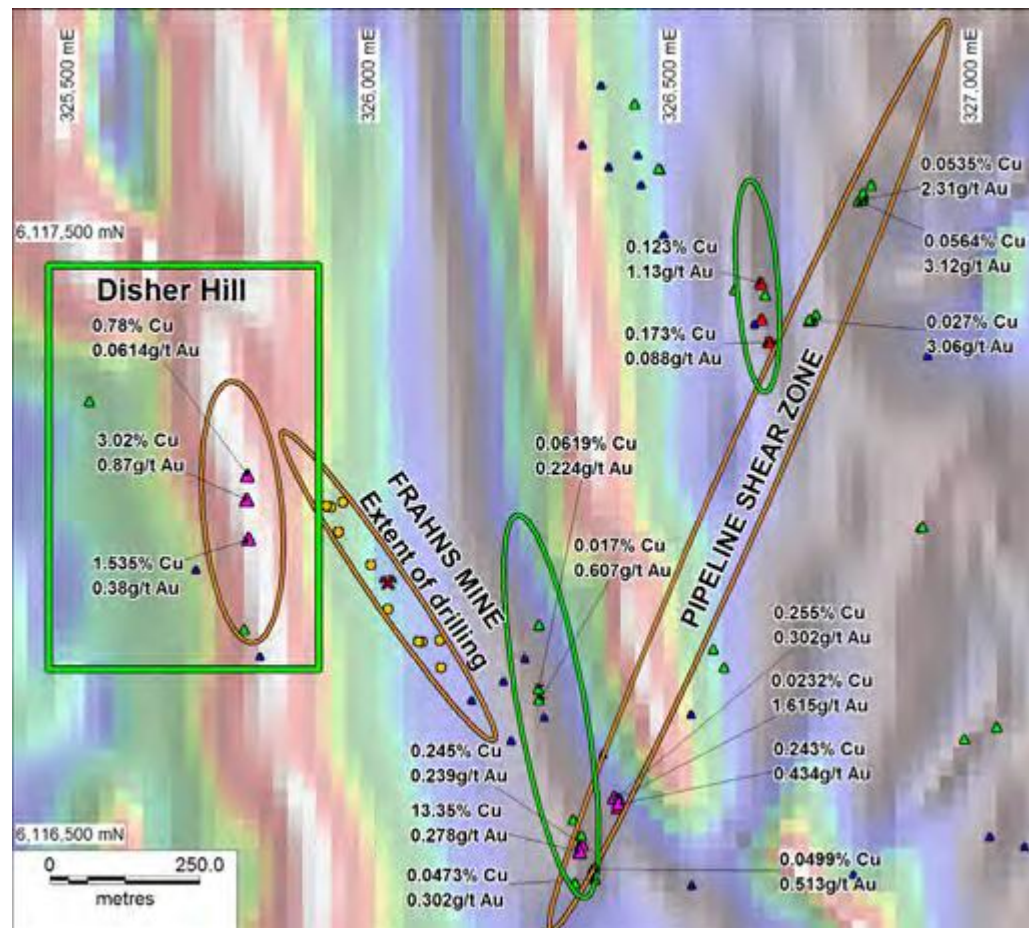 325,500 mE
326,000 mE
326,500 mE
327,000 mE
0.0535% Cu
2.31g/t Au
6,117,500 mN
0.123% Cu
1.13g/t Au
0.0564% Cu
3.12g/t Au
Disher Hill
0.78% Cu
0.0614g/t Au
0.173% Cu
0.088g/t Au
0.027% Cu
3.06g/t Au
PIPELINE SHEAR ZONE
3.02% Cu
0.87g/t Au
0.0619% Cu
0.224g/t Au
FRAHNS MINE
Extent of drilling
1.535% Cu
0.38g/t Au
0.017% Cu
0.607g/t Au
0.255% Cu
0.302g/t Au
0.0232% Cu
1.615g/t Au
0.245% Cu
0.239g/t Au
0.243% Cu
0.434g/t Au
13.35% Cu
0.278g/t Au
6,116,500 mN
0 250.0
metres
0.0473% Cu
0.302g/t Au
0.0499% Cu
0.513g/t Au